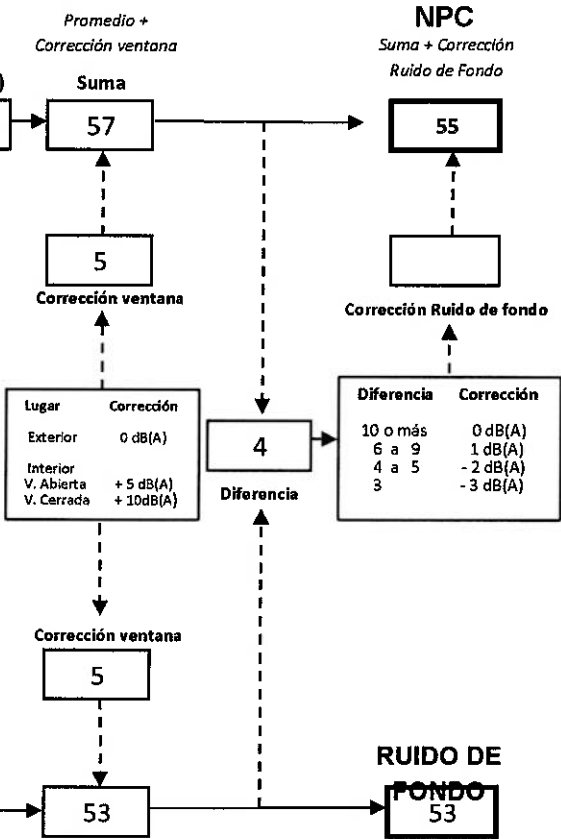 Promedio +
Corrección ventana
NPC
Suma + Corrección
Ruido de Fondo
)
Suma
57
55
5
Corrección ventana
Corrección Ruido de fondo
Lugar Corrección
Exterior 0 dB(A)
Interior
V. Abierta + 5 dB(A)
V. Cerrada + 10dB(A)
4
Diferencia
Diferencia Corrección
10 o más 0 dB(A)
6 a 9 1 dB(A)
4 a 5 - 2 dB(A)
3 - 3 dB(A)
Corrección ventana
5
53
RUIDO DE
FONDO
53